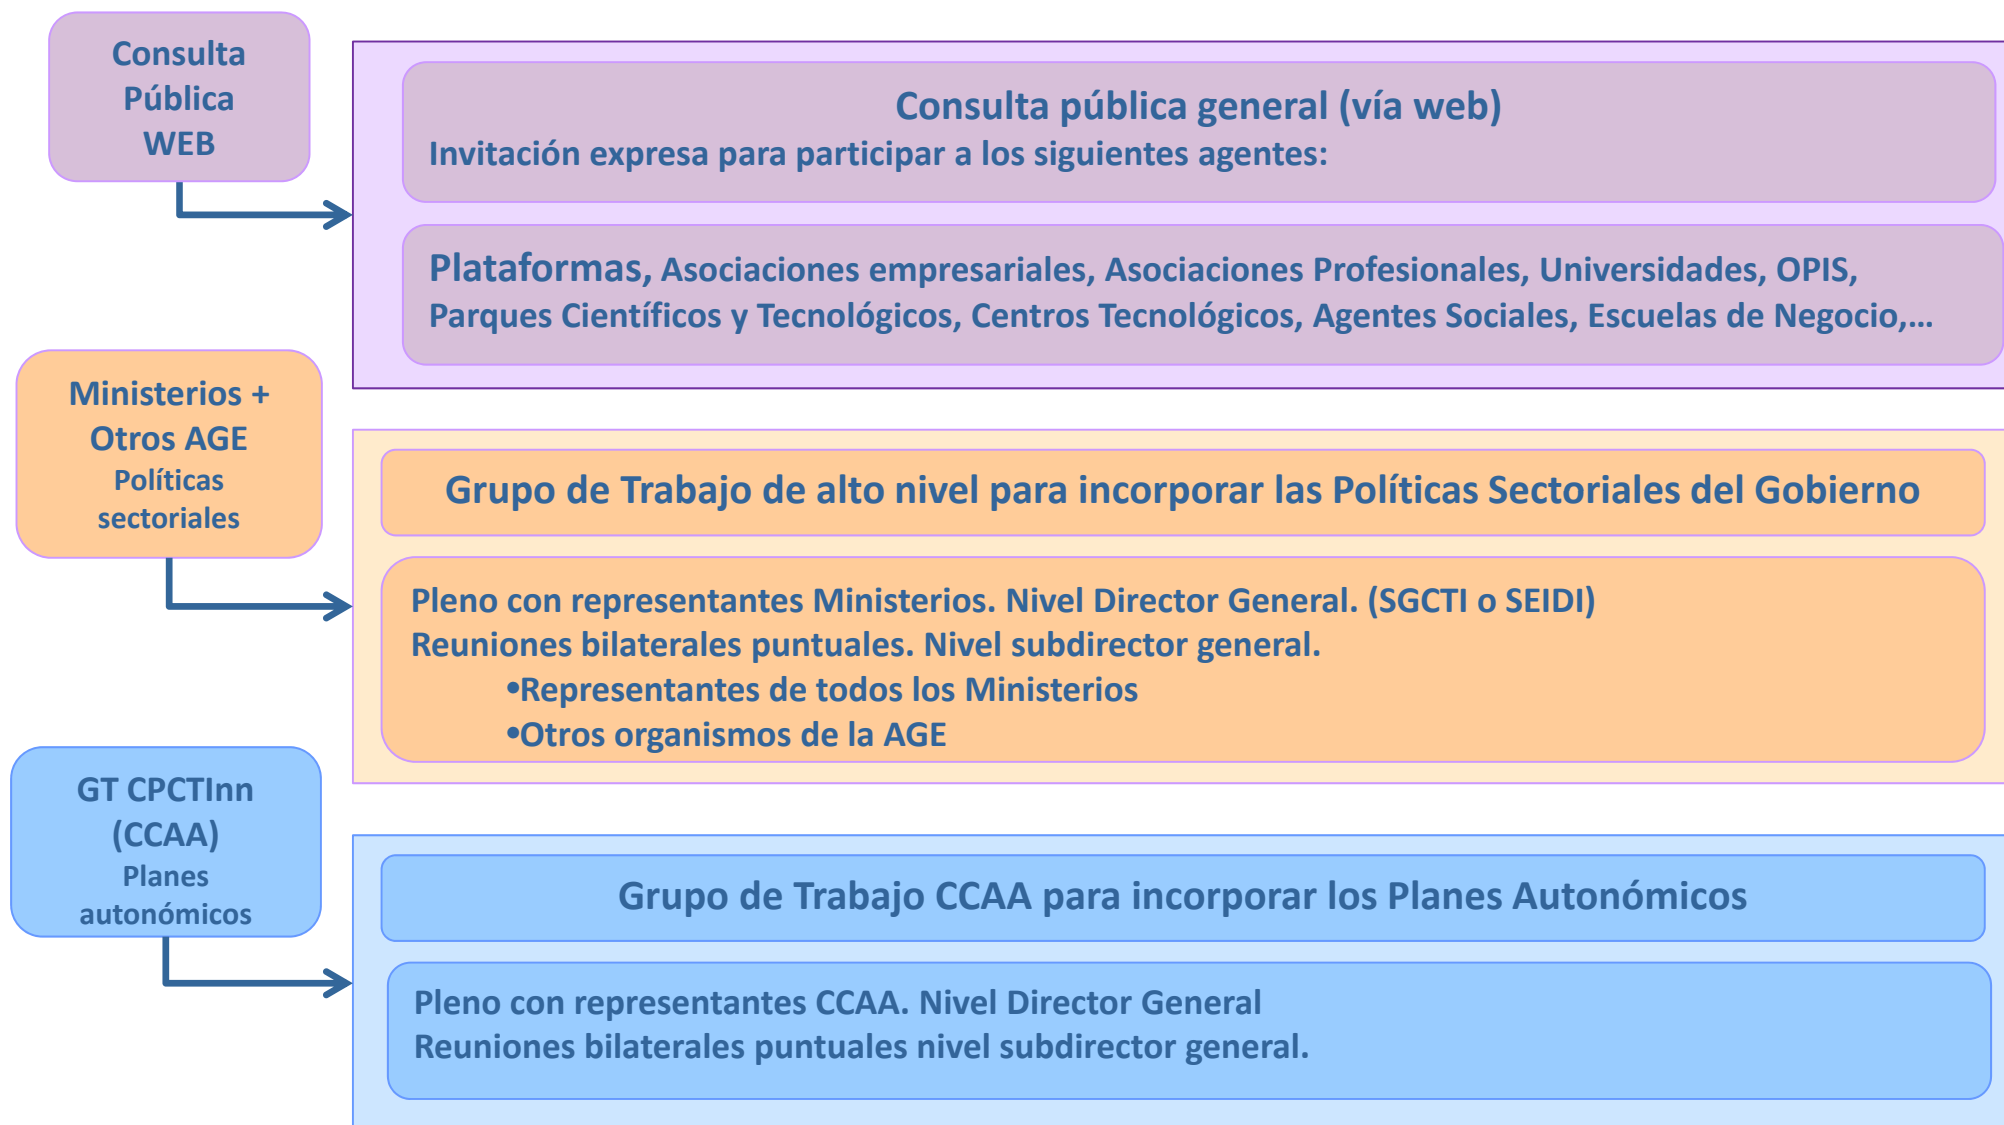 Consulta
Pública
WEB
Consulta pública general (vía web)
Invitación expresa para participar a los siguientes agentes:
Plataformas, Asociaciones empresariales, Asociaciones Profesionales, Universidades, OPIS,
Parques Científicos y Tecnológicos, Centros Tecnológicos, Agentes Sociales, Escuelas de Negocio,...
Ministerios +
Otros AGE
Políticas
sectoriales
Grupo de Trabajo de alto nivel para incorporar las Políticas Sectoriales del Gobierno
Pleno con representantes Ministerios. Nivel Director General. (SGCTI o SEIDI)
Reuniones bilaterales puntuales. Nivel subdirector general.
•Representantes de todos los Ministerios
•Otros organismos de la AGE
GT CPCTInn
(CCAA)
Planes
autonómicos
Grupo de Trabajo CCAA para incorporar los Planes Autonómicos
Pleno con representantes CCAA. Nivel Director General
Reuniones bilaterales puntuales nivel subdirector general.